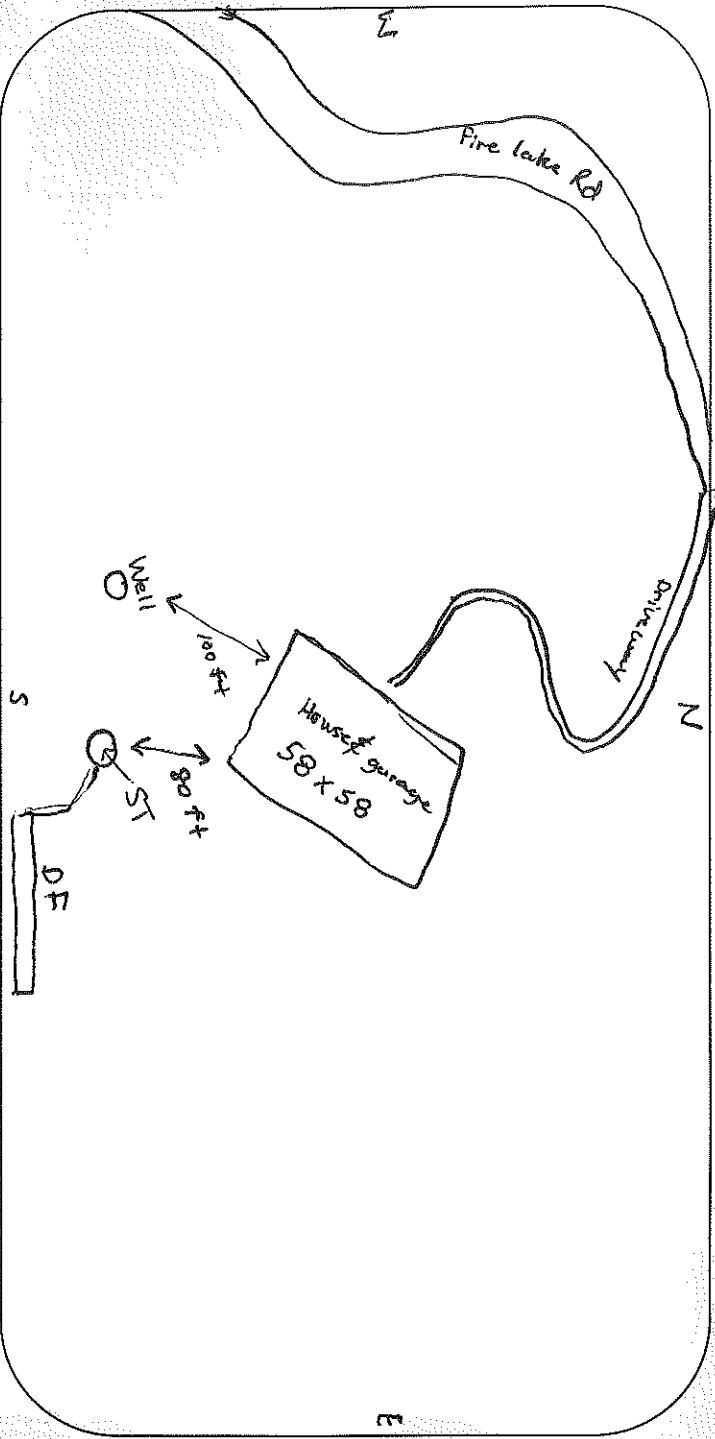 N
Fire lake Rd
Driveway
W
House & garage
58 x 58
E
100 ft
80 ft
Well
ST
DF
S